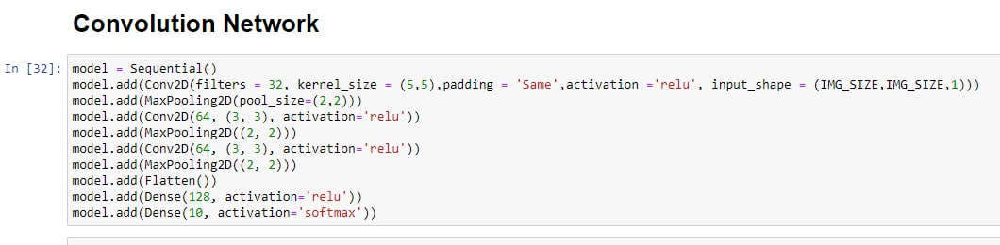 Convolution Network
In [32]: model = Sequential()
model.add(Conv2D(filters = 32, kernel_size = (5,5),padding = 'Same',activation ='relu', input_shape = (IMG_SIZE,IMG_SIZE,1)))
model.add(MaxPooling2D(pool_size=(2,2)))
model.add(Conv2D(64, (3, 3), activation='relu'))
model.add(MaxPooling2D((2, 2)))
model.add(Conv2D(64, (3, 3), activation='relu'))
model.add(MaxPooling2D((2, 2)))
model.add(Flatten())
model.add(Dense(128, activation='relu'))
model.add(Dense(10, activation='softmax'))